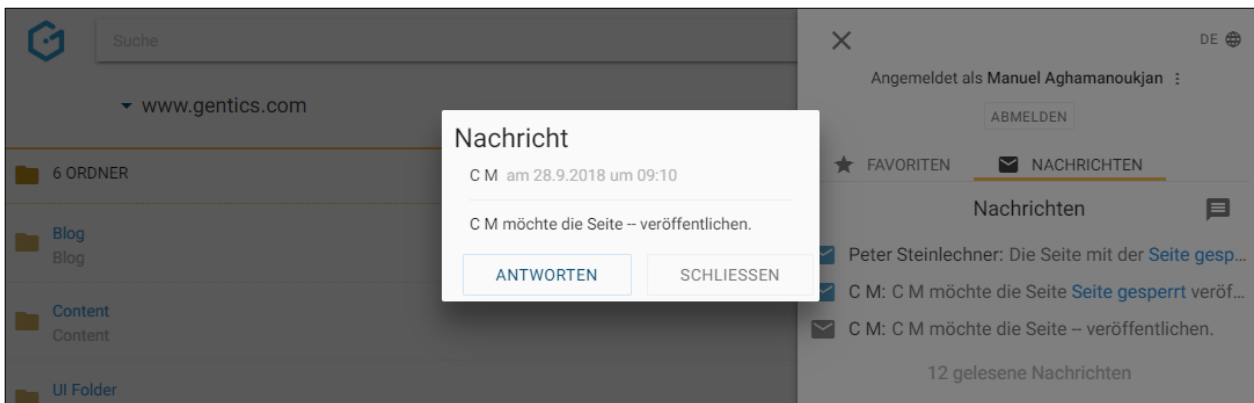 Suche
DE
Angemeldet als Manuel Aghamanoukjan
www.gentics.com
ABMELDEN
Nachricht
6 ORDNER
FAVORITEN
NACHRICHTEN
C M am 28.9.2018 um 09:10
Nachrichten
C M möchte die Seite -- veröffentlichen.
Blog
Blog
Peter Steinlechner: Die Seite mit der Seite gesp...
ANTWORTEN
SCHLIESSEN
C M: C M möchte die Seite Seite gesperrt veröf...
Content
Content
C M: C M möchte die Seite -- veröffentlichen.
12 gelesene Nachrichten
UI Folder